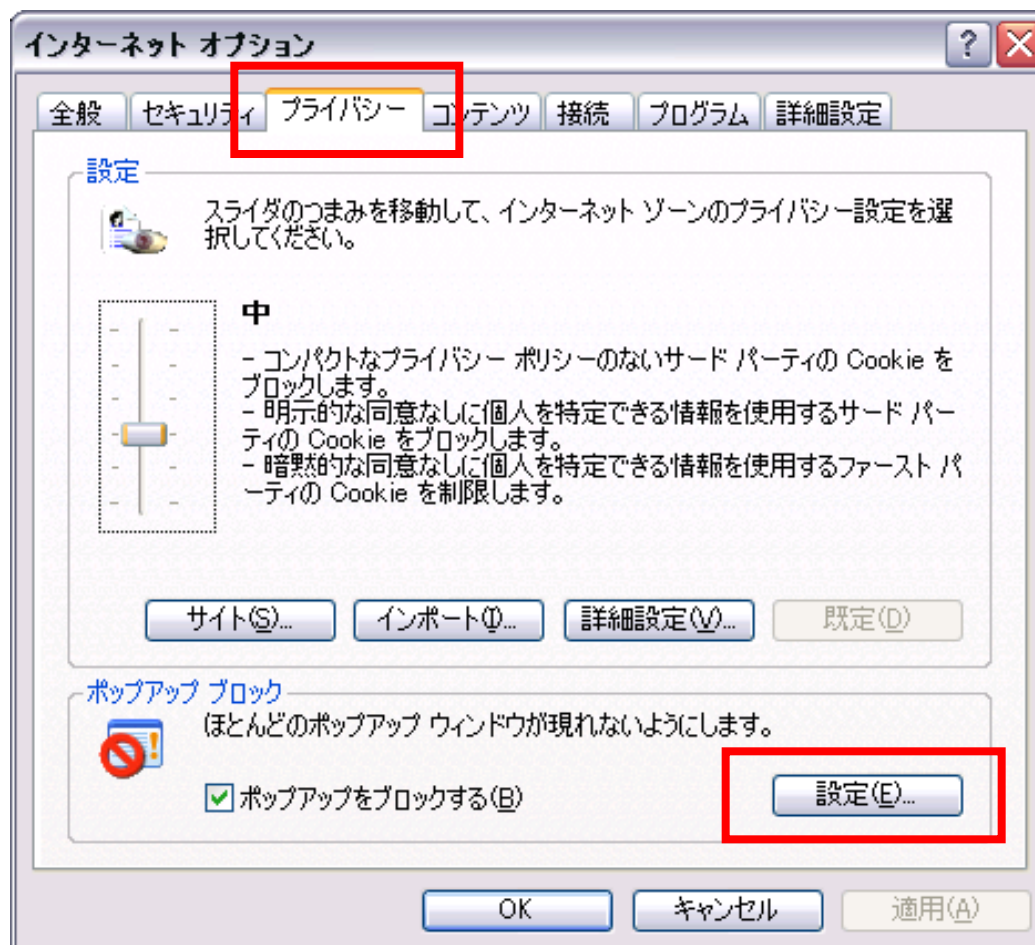 インターネット オプション
全般 セキュリティ プライバシー コンテンツ 接続 プログラム 詳細設定
設定
スライダのつまみを移動して、インターネット ゾーンのプライバシー設定を選
択してください。
中
- コンパクトなプライバシー ポリシーのないサード パーティの Cookie を
ブロックします。
- 明示的な同意なしに個人を特定できる情報を使用するサード パー
ティの Cookie をブロックします。
- 暗黙的な同意なしに個人を特定できる情報を使用するファースト パ
ーティの Cookie を制限します。
サイト(S)... インポート(I)... 詳細設定(V)... 既定(D)
ポップアップ ブロック
ほとんどのポップアップ ウィンドウが現れないようにします。
ポップアップをブロックする(B)
設定(E)...
OK キャンセル 適用(A)